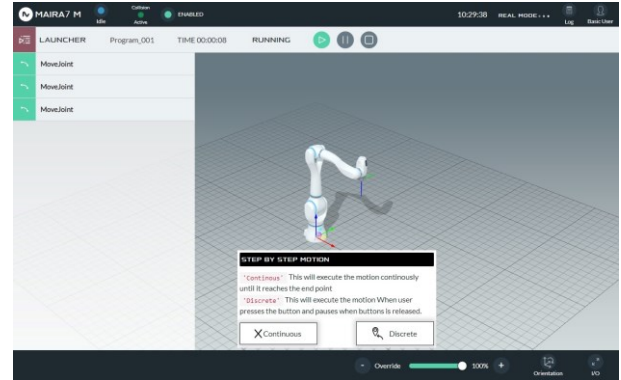 MAIRA7 M
Idle
Collision
Active
ENABLED
10:29:38
REAL MODE
Log
Basic User
LAUNCHER
Program_001
TIME 00:00:08
RUNNING
MoveJoint
MoveJoint
MoveJoint
STEP BY STEP MOTION
'Continous' This will execute the motion continously
until it reaches the end point
'Discrete' This will execute the motion When user
presses the button and pauses when buttons is released.
Continuous
Discrete
- Override 100% +
Orientation
I/O